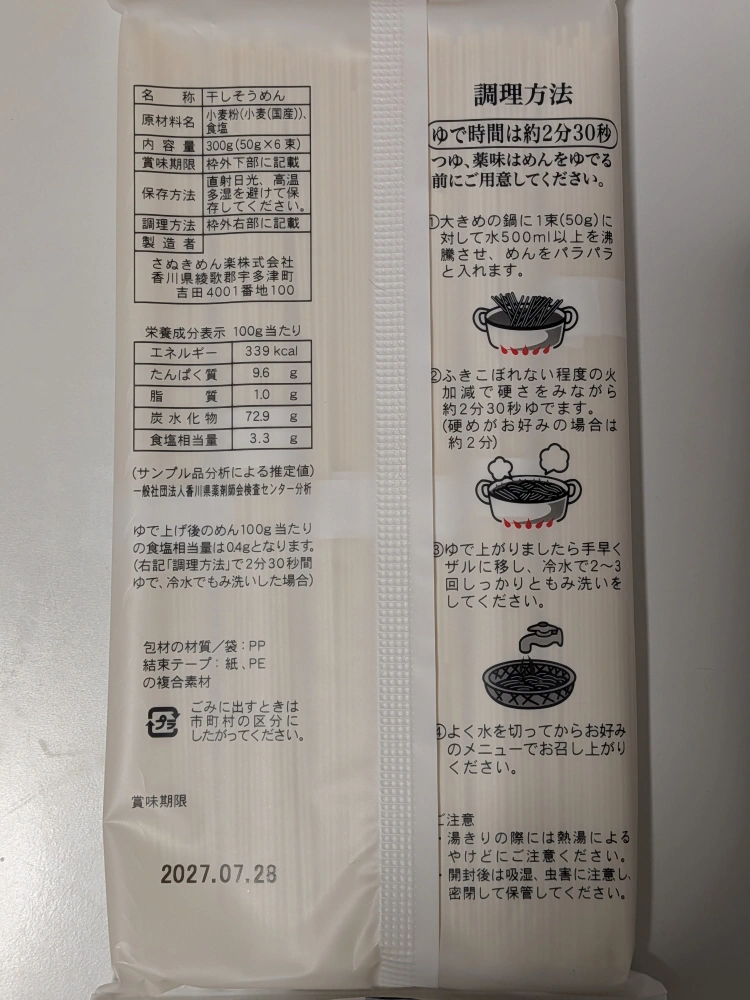 名称 干しそうめん
原材料名 小麦粉(小麦(国産))、
食塩
内容量 300g(50g×6束)
賞味期限 枠外下部に記載
保存方法 直射日光、高温
多湿を避けて保
存してください。
調理方法 枠外右部に記載
製造者
さぬきめん楽株式会社
香川県綾歌郡宇多津町
吉田4001番地100
栄養成分表示 100g当たり
エネルギー 339kcal
たんぱく質 9.6 g
脂質 1.0 g
炭水化物 72.9 g
食塩相当量 3.3 g
(サンプル品分析による推定値)
一般社団法人香川県薬剤師会検査センター分析
ゆで上げ後のめん100g当たり
の食塩相当量は0.4gとなります。
(右記「調理方法」で2分30秒間
ゆで、冷水でもみ洗いした場合)
包材の材質/袋:PP
結束テープ:紙、PE
の複合素材
プラ
ごみに出すときは
市町村の区分に
したがってください。
賞味期限
2027.07.28
調理方法
ゆで時間は約2分30秒
つゆ、薬味はめんをゆでる
前にご用意してください。
①大きめの鍋に1束(50g)に
対して水500ml以上を沸
騰させ、めんをパラパラ
と入れます。
②ふきこぼれない程度の火
加減で硬さをみながら
約2分30秒ゆでます。
(硬めがお好みの場合は
約2分)
③ゆで上がりましたら手早く
ザルに移し、冷水で2〜3
回しっかりともみ洗いを
してください。
④よく水を切ってからお好み
のメニューでお召し上がり
ください。
ご注意
・湯きりの際には熱湯による
やけどにご注意ください。
・開封後は吸湿、虫害に注意し、
密閉して保管してください。